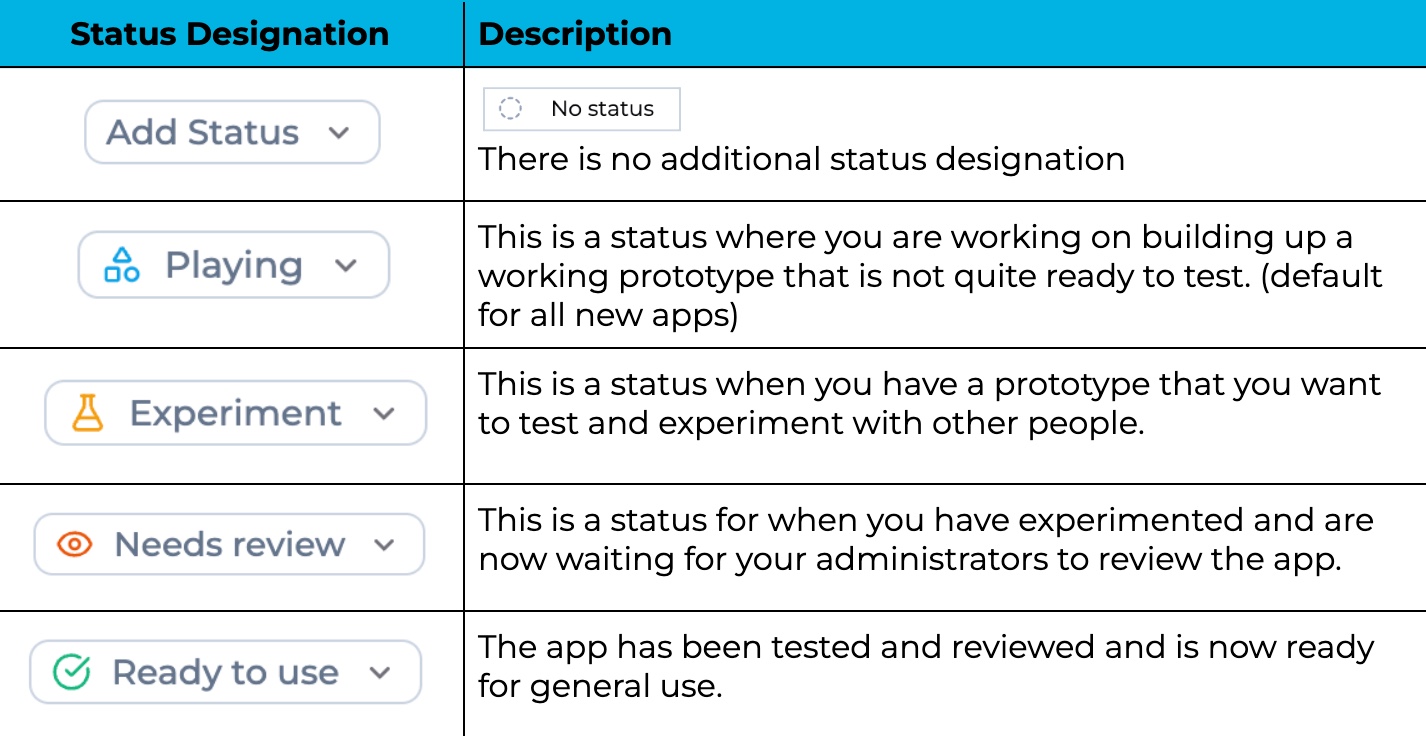 Status Designation
Description
Add Status
No status
There is no additional status designation
Playing
This is a status where you are working on building up a
working prototype that is not quite ready to test. (default
for all new apps)
Experiment
This is a status when you have a prototype that you want
to test and experiment with other people.
Needs review
This is a status for when you have experimented and are
now waiting for your administrators to review the app.
Ready to use
The app has been tested and reviewed and is now ready
for general use.